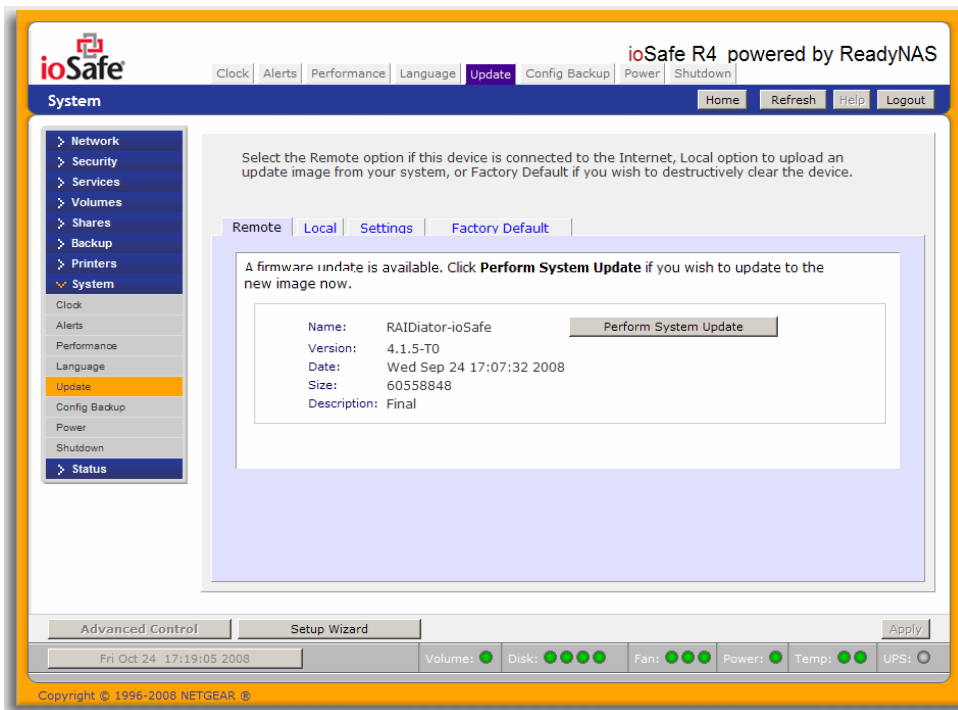 ioSafe
ioSafe R4 powered by ReadyNAS
Clock Alerts Performance Language Update Config Backup Power Shutdown
System
Home Refresh Help Logout
Network
Security
Services
Volumes
Shares
Backup
Printers
System
Clock
Alerts
Performance
Language
Update
Config Backup
Power
Shutdown
Status
Select the Remote option if this device is connected to the Internet, Local option to upload an
update image from your system, or Factory Default if you wish to destructively clear the device.
Remote Local Settings Factory Default
A firmware update is available. Click Perform System Update if you wish to update to the
new image now.
Name: RAIDiator-ioSafe Perform System Update
Version: 4.1.5-T0
Date: Wed Sep 24 17:07:32 2008
Size: 60558848
Description: Final
Advanced Control Setup Wizard Apply
Fri Oct 24 17:19:05 2008 Volume: Disk: Fan: Power: Temp: UPS:
Copyright © 1996-2008 NETGEAR ®